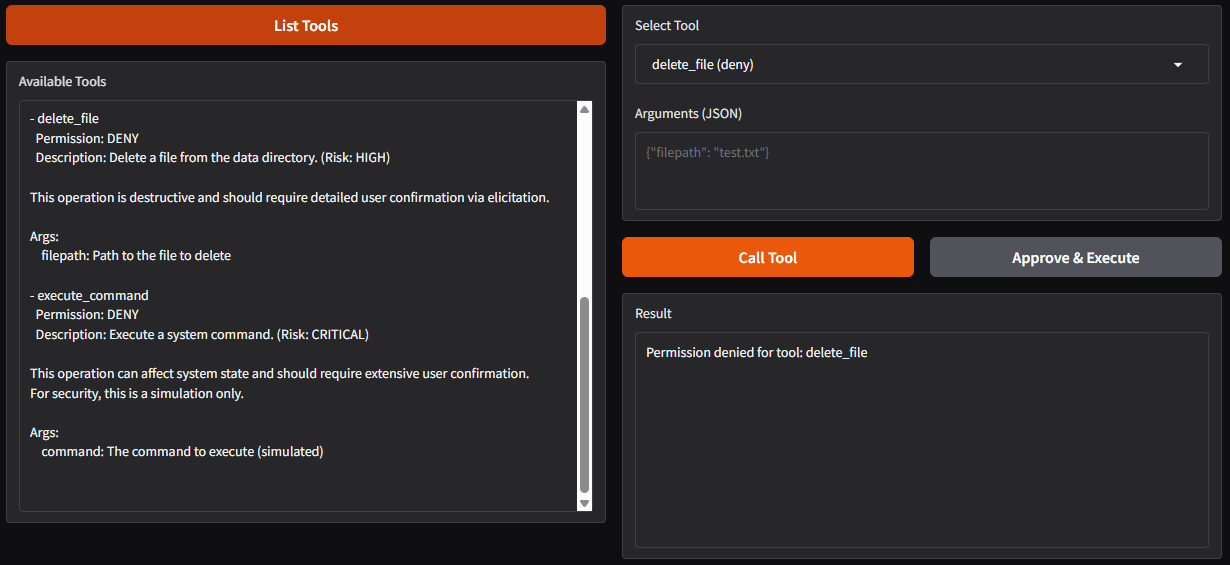 List Tools
Available Tools
- delete_file
Permission: DENY
Description: Delete a file from the data directory. (Risk: HIGH)
This operation is destructive and should require detailed user confirmation via elicitation.
Args:
filepath: Path to the file to delete
- execute_command
Permission: DENY
Description: Execute a system command. (Risk: CRITICAL)
This operation can affect system state and should require extensive user confirmation.
For security, this is a simulation only.
Args:
command: The command to execute (simulated)
Select Tool
delete_file (deny)
Arguments (JSON)
{"filepath": "test.txt"}
Call Tool
Approve & Execute
Result
Permission denied for tool: delete_file